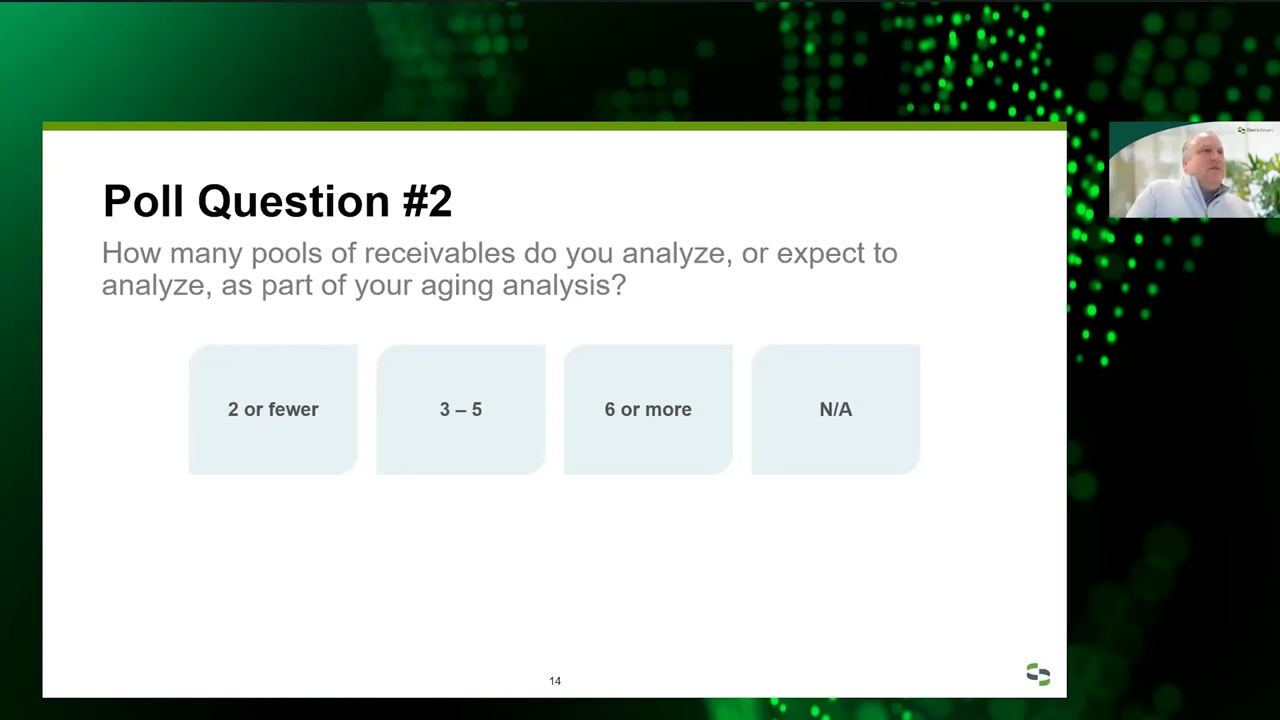 Poll Question #2
How many pools of receivables do you analyze, or expect to
analyze, as part of your aging analysis?
2 or fewer
3 – 5
6 or more
N/A
14